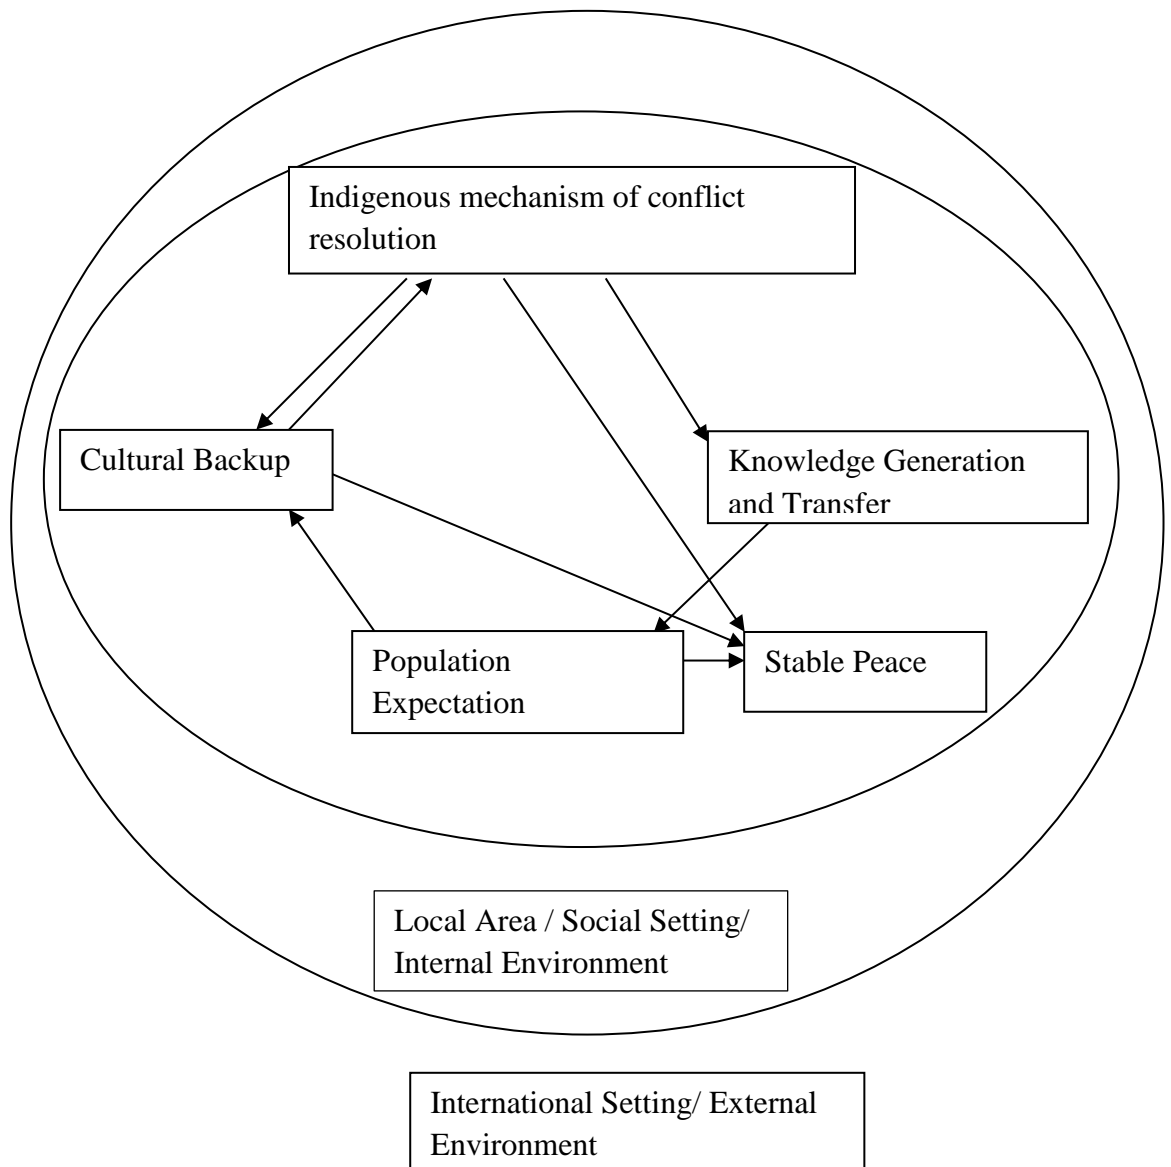 Indigenous mechanism of conflict
resolution
Cultural Backup
Knowledge Generation
and Transfer
Population
Expectation
Stable Peace
Local Area / Social Setting/
Internal Environment
International Setting/ External
Environment